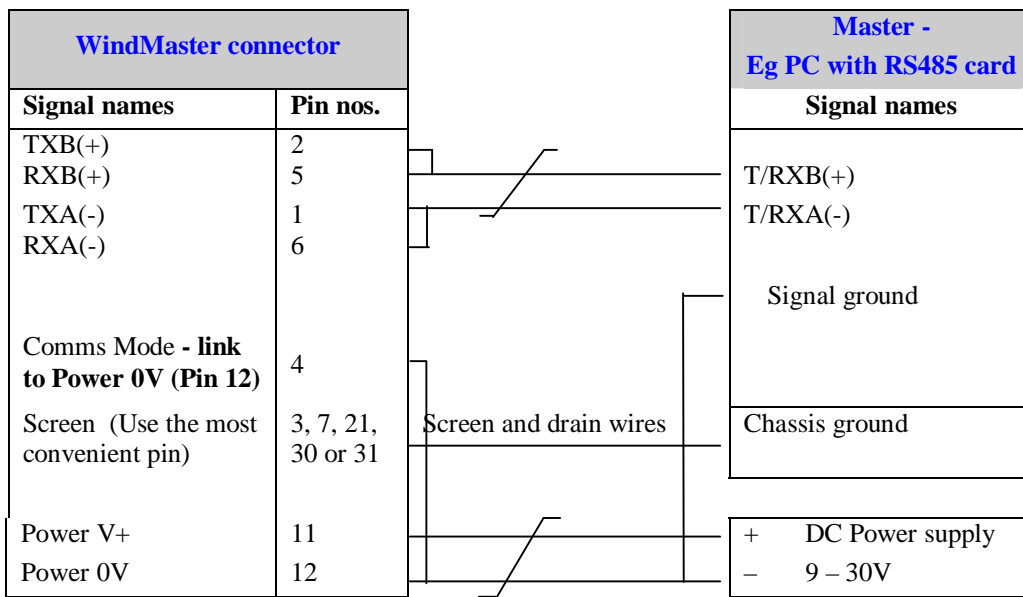 WindMaster connector
Master -
Eg PC with RS485 card
Signal names Pin nos. Signal names
TXB(+) 2
RXB(+) 5 T/RXB(+)
TXA(-) 1 T/RXA(-)
RXA(-) 6
Signal ground
Comms Mode - link
to Power 0V (Pin 12) 4
Screen (Use the most 3, 7, 21, Screen and drain wires Chassis ground
convenient pin) 30 or 31
Power V+ 11 + DC Power supply
Power 0V 12 – 9 – 30V